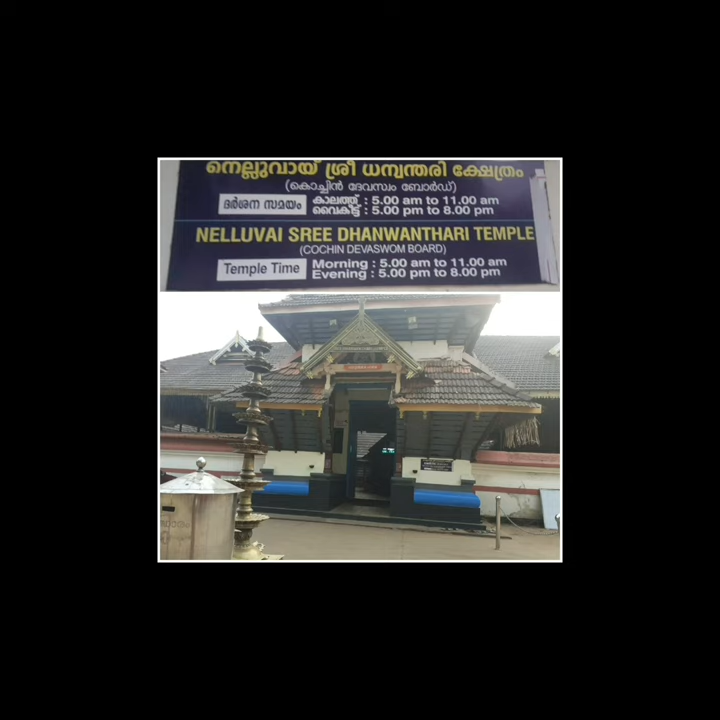 നെല്ലുവായ് ശ്രീ ധന്വന്തരി ക്ഷേത്രം
(കൊച്ചിൻ ദേവസ്വം ബോർഡ്)
ദർശന സമയം കാലത്ത് : 5.00 am to 11.00 am
വൈകീട്ട് : 5.00 pm to 8.00 pm
NELLUVAI SREE DHANWANTHARI TEMPLE
(COCHIN DEVASWOM BOARD)
Temple Time Morning : 5.00 am to 11.00 am
Evening : 5.00 pm to 8.00 pm